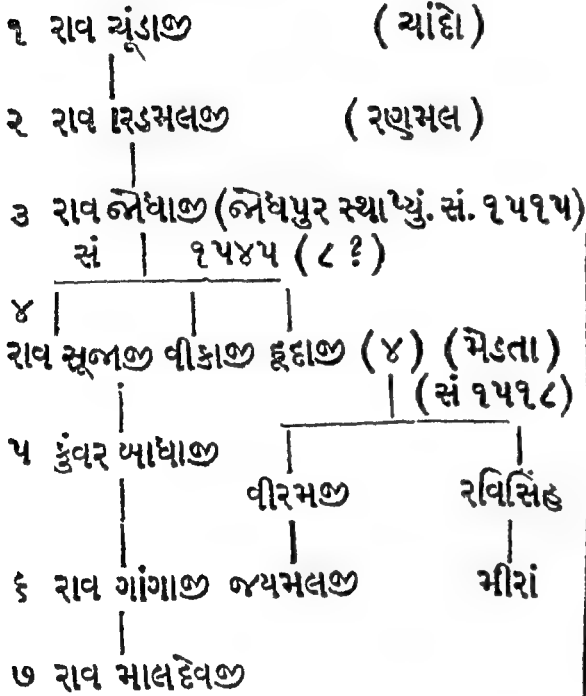 ૧ રાવ ચૂંડાજી (ચાંદો)
૨ રાવ રિડમલજી (રણમલ)
૩ રાવ જોધાજી (જોધપુર સ્થાપ્યું. સં. ૧૫૧૫)
સં ૧૫૪૫ (૮ ?)
૪
રાવ સૂજાજી વીકાજી દૂદાજી (૪) (મેડતા)
(સં ૧૫૧૮)
૫ કુંવર બાધાજી
વીરમજી રવિસિંહ
૬ રાવ ગાંગાજી જયમલજી મીરાં
૭ રાવ માલદેવજી